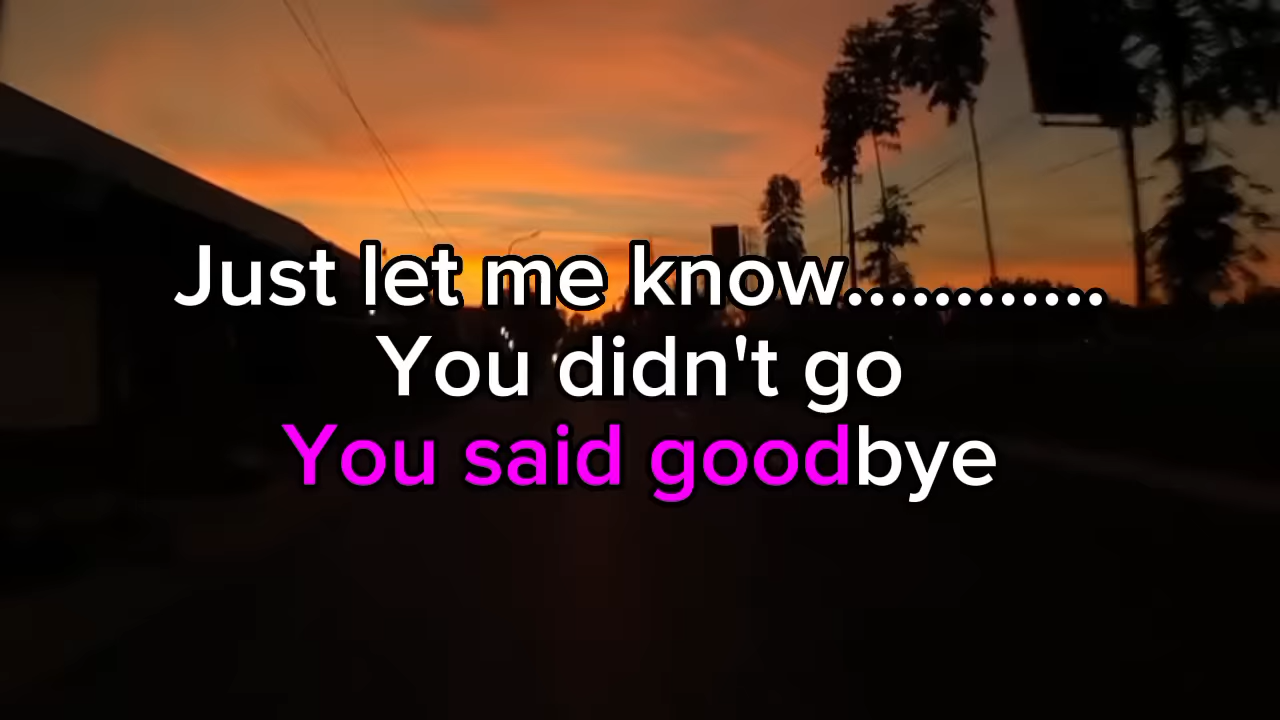 Just let me know............
You didn't go
You said goodbye